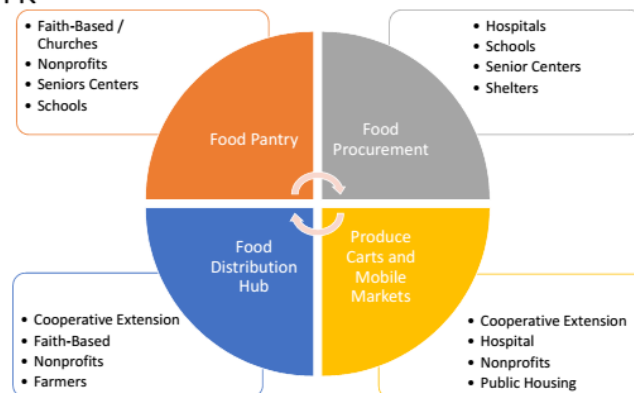 • Faith-Based /
Churches
• Nonprofits
• Seniors Centers
• Schools
• Hospitals
• Schools
• Senior Centers
• Shelters
Food Pantry
Food
Procurement
Food
Distribution
Hub
Produce
Carts and
Mobile
Markets
• Cooperative Extension
• Faith-Based
• Nonprofits
• Farmers
• Cooperative Extension
• Hospital
• Nonprofits
• Public Housing